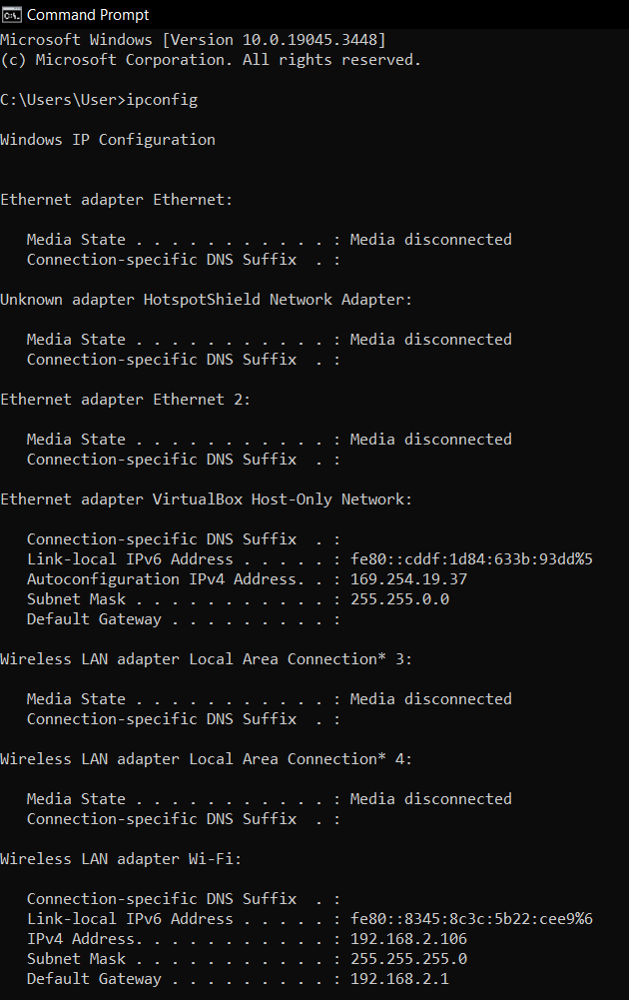 Command Prompt
Microsoft Windows [Version 10.0.19045.3448]
(c) Microsoft Corporation. All rights reserved.
C:\Users\User>ipconfig
Windows IP Configuration
Ethernet adapter Ethernet:
Media State . . . . . . . . . . . : Media disconnected
Connection-specific DNS Suffix  . :
Unknown adapter HotspotShield Network Adapter:
Media State . . . . . . . . . . . : Media disconnected
Connection-specific DNS Suffix  . :
Ethernet adapter Ethernet 2:
Media State . . . . . . . . . . . : Media disconnected
Connection-specific DNS Suffix  . :
Ethernet adapter VirtualBox Host-Only Network:
Connection-specific DNS Suffix  . :
Link-local IPv6 Address . . . . . : fe80::cddf:1d84:633b:93dd%5
Autoconfiguration IPv4 Address. . : 169.254.19.37
Subnet Mask . . . . . . . . . . . : 255.255.0.0
Default Gateway . . . . . . . . . :
Wireless LAN adapter Local Area Connection* 3:
Media State . . . . . . . . . . . : Media disconnected
Connection-specific DNS Suffix  . :
Wireless LAN adapter Local Area Connection* 4:
Media State . . . . . . . . . . . : Media disconnected
Connection-specific DNS Suffix  . :
Wireless LAN adapter Wi-Fi:
Connection-specific DNS Suffix  . :
Link-local IPv6 Address . . . . . : fe80::8345:8c3c:5b22:cee9%6
IPv4 Address. . . . . . . . . . . : 192.168.2.106
Subnet Mask . . . . . . . . . . . : 255.255.255.0
Default Gateway . . . . . . . . . : 192.168.2.1